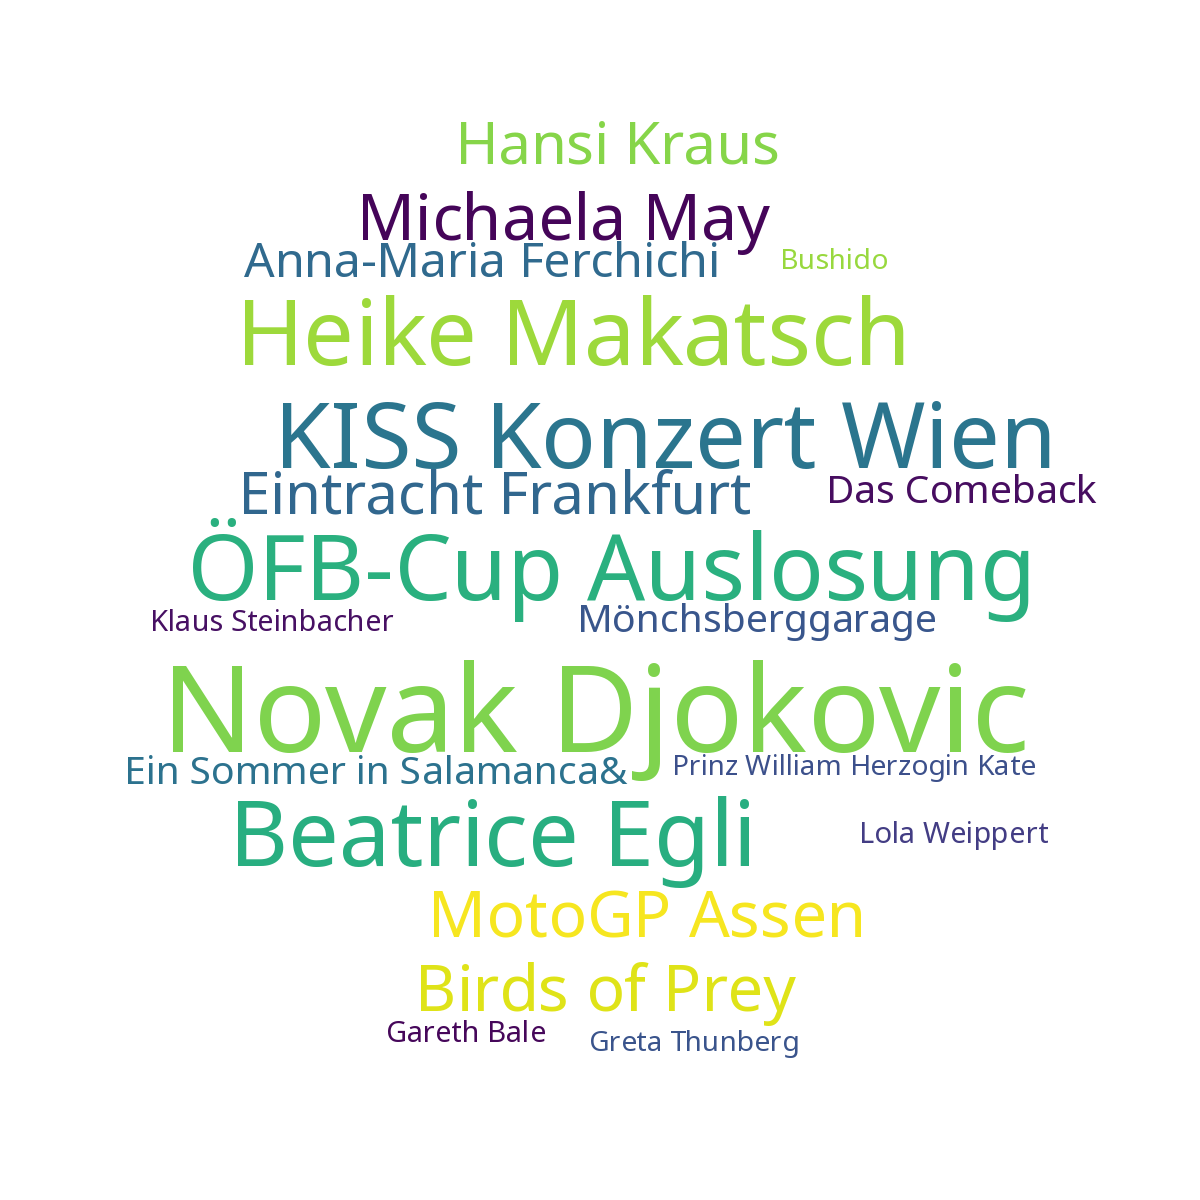 Hansi Kraus
Michaela May
Anna-Maria Ferchichi
Bushido
Heike Makatsch
KISS Konzert Wien
Eintracht Frankfurt
Das Comeback
ÖFB-Cup Auslosung
Klaus Steinbacher
Mönchsberggarage
Novak Djokovic
Ein Sommer in Salamanca&
Prinz William Herzogin Kate
Beatrice Egli
Lola Weippert
MotoGP Assen
Birds of Prey
Gareth Bale
Greta Thunberg